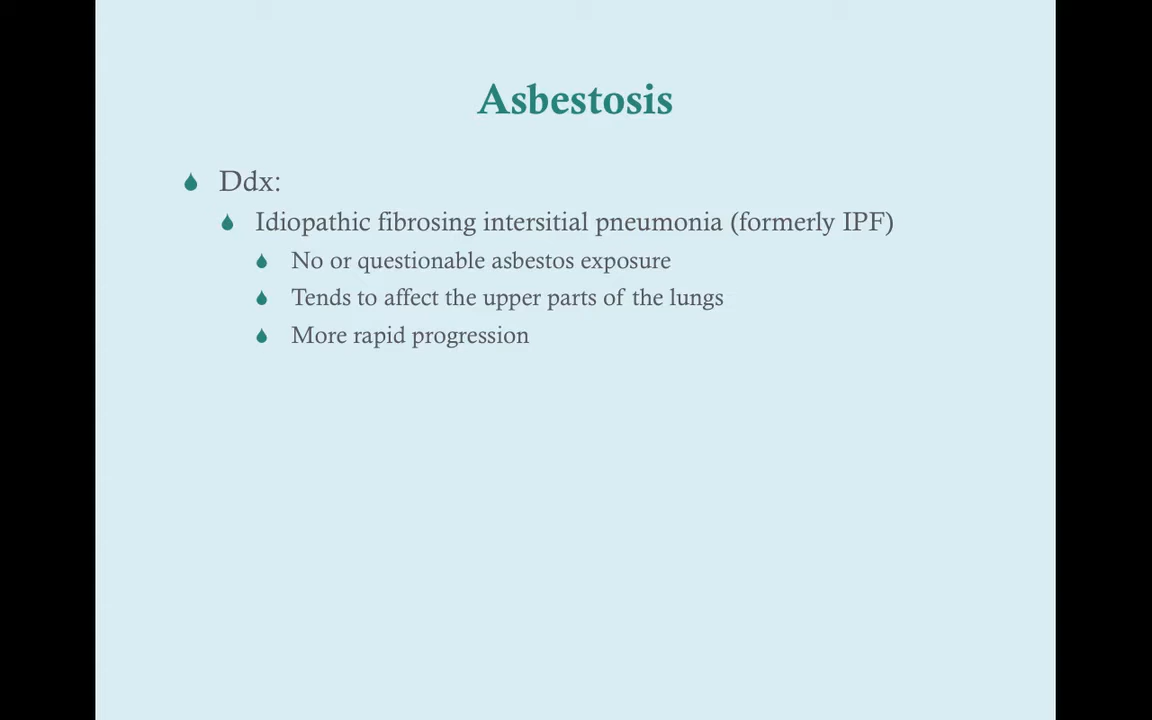 Asbestosis
Ddx:
Idiopathic fibrosing intersitial pneumonia (formerly IPF)
No or questionable asbestos exposure
Tends to affect the upper parts of the lungs
More rapid progression